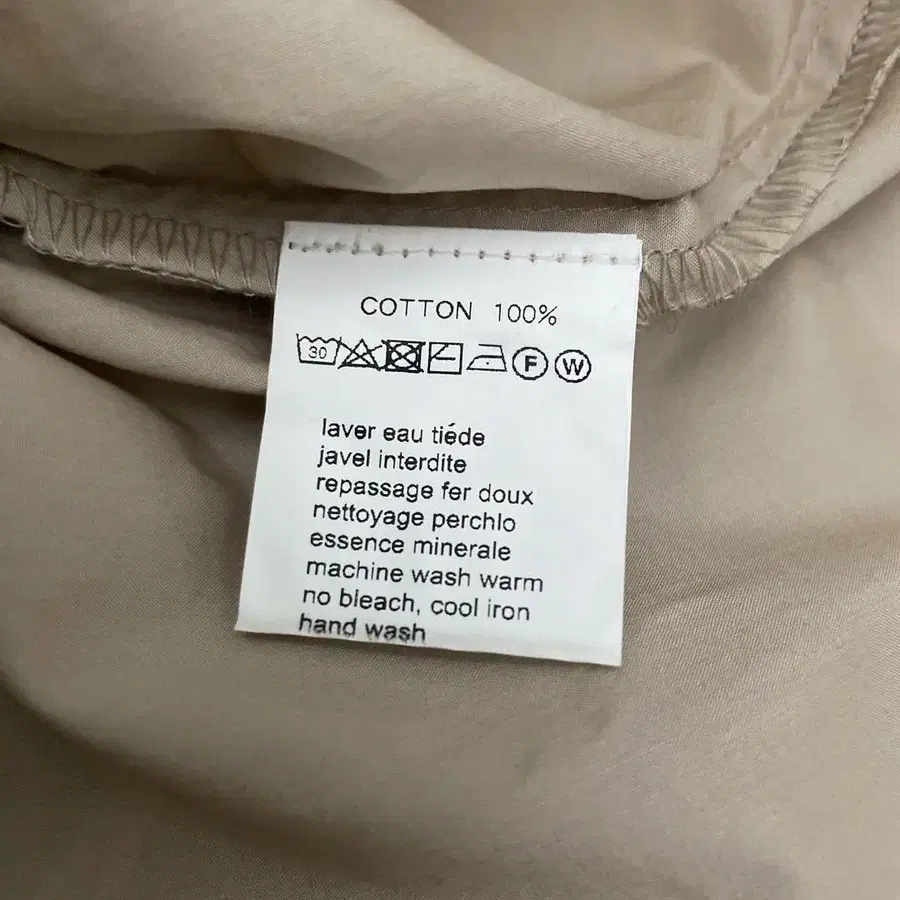 COTTON 100%
30 F W
laver eau tiéde
javel interdite
repassage fer doux
nettoyage perchlo
essence minerale
machine wash warm
no bleach, cool iron
hand wash